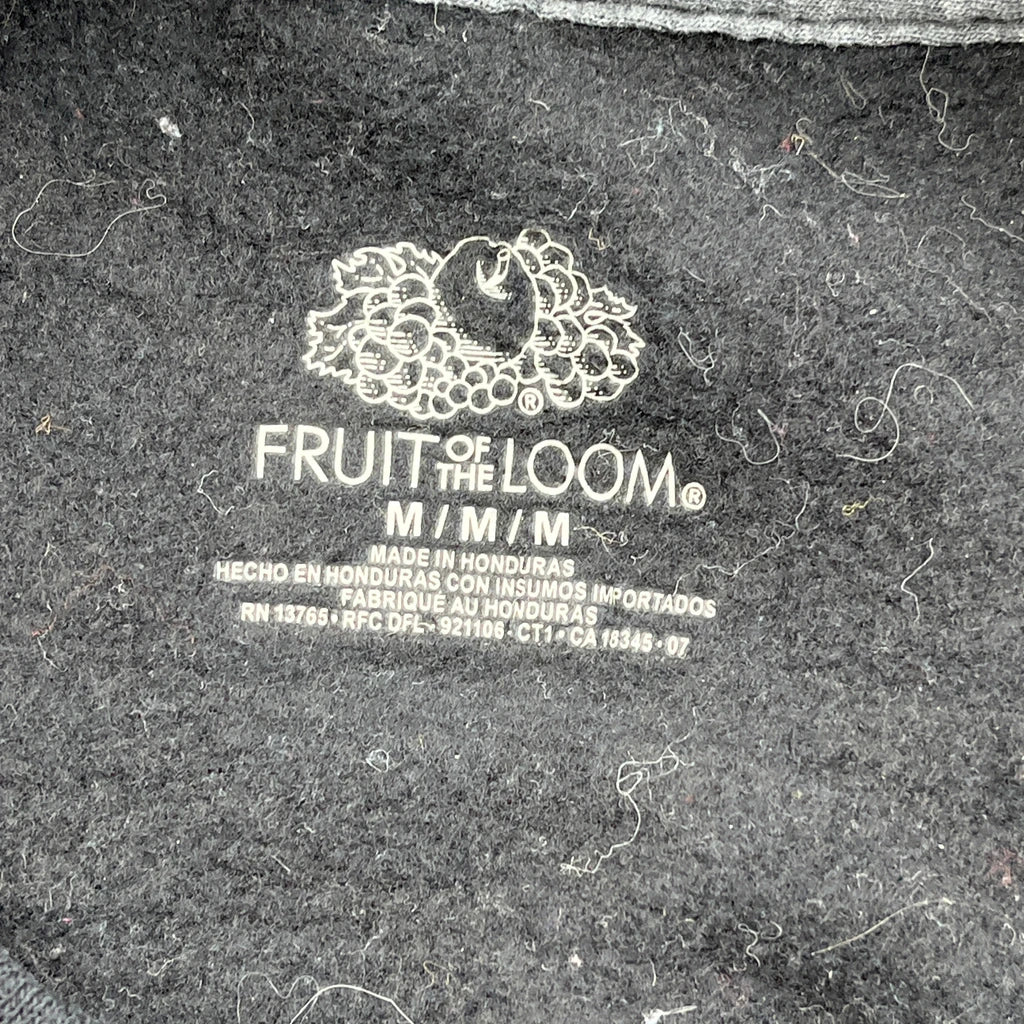 ®
FRUIT OF THE LOOM®
M / M / M
MADE IN HONDURAS
HECHO EN HONDURAS CON INSUMOS IMPORTADOS
FABRIQUÉ AU HONDURAS
RN 13765 • RFC DFL - 921106 - CT1 • CA 18345 • 07